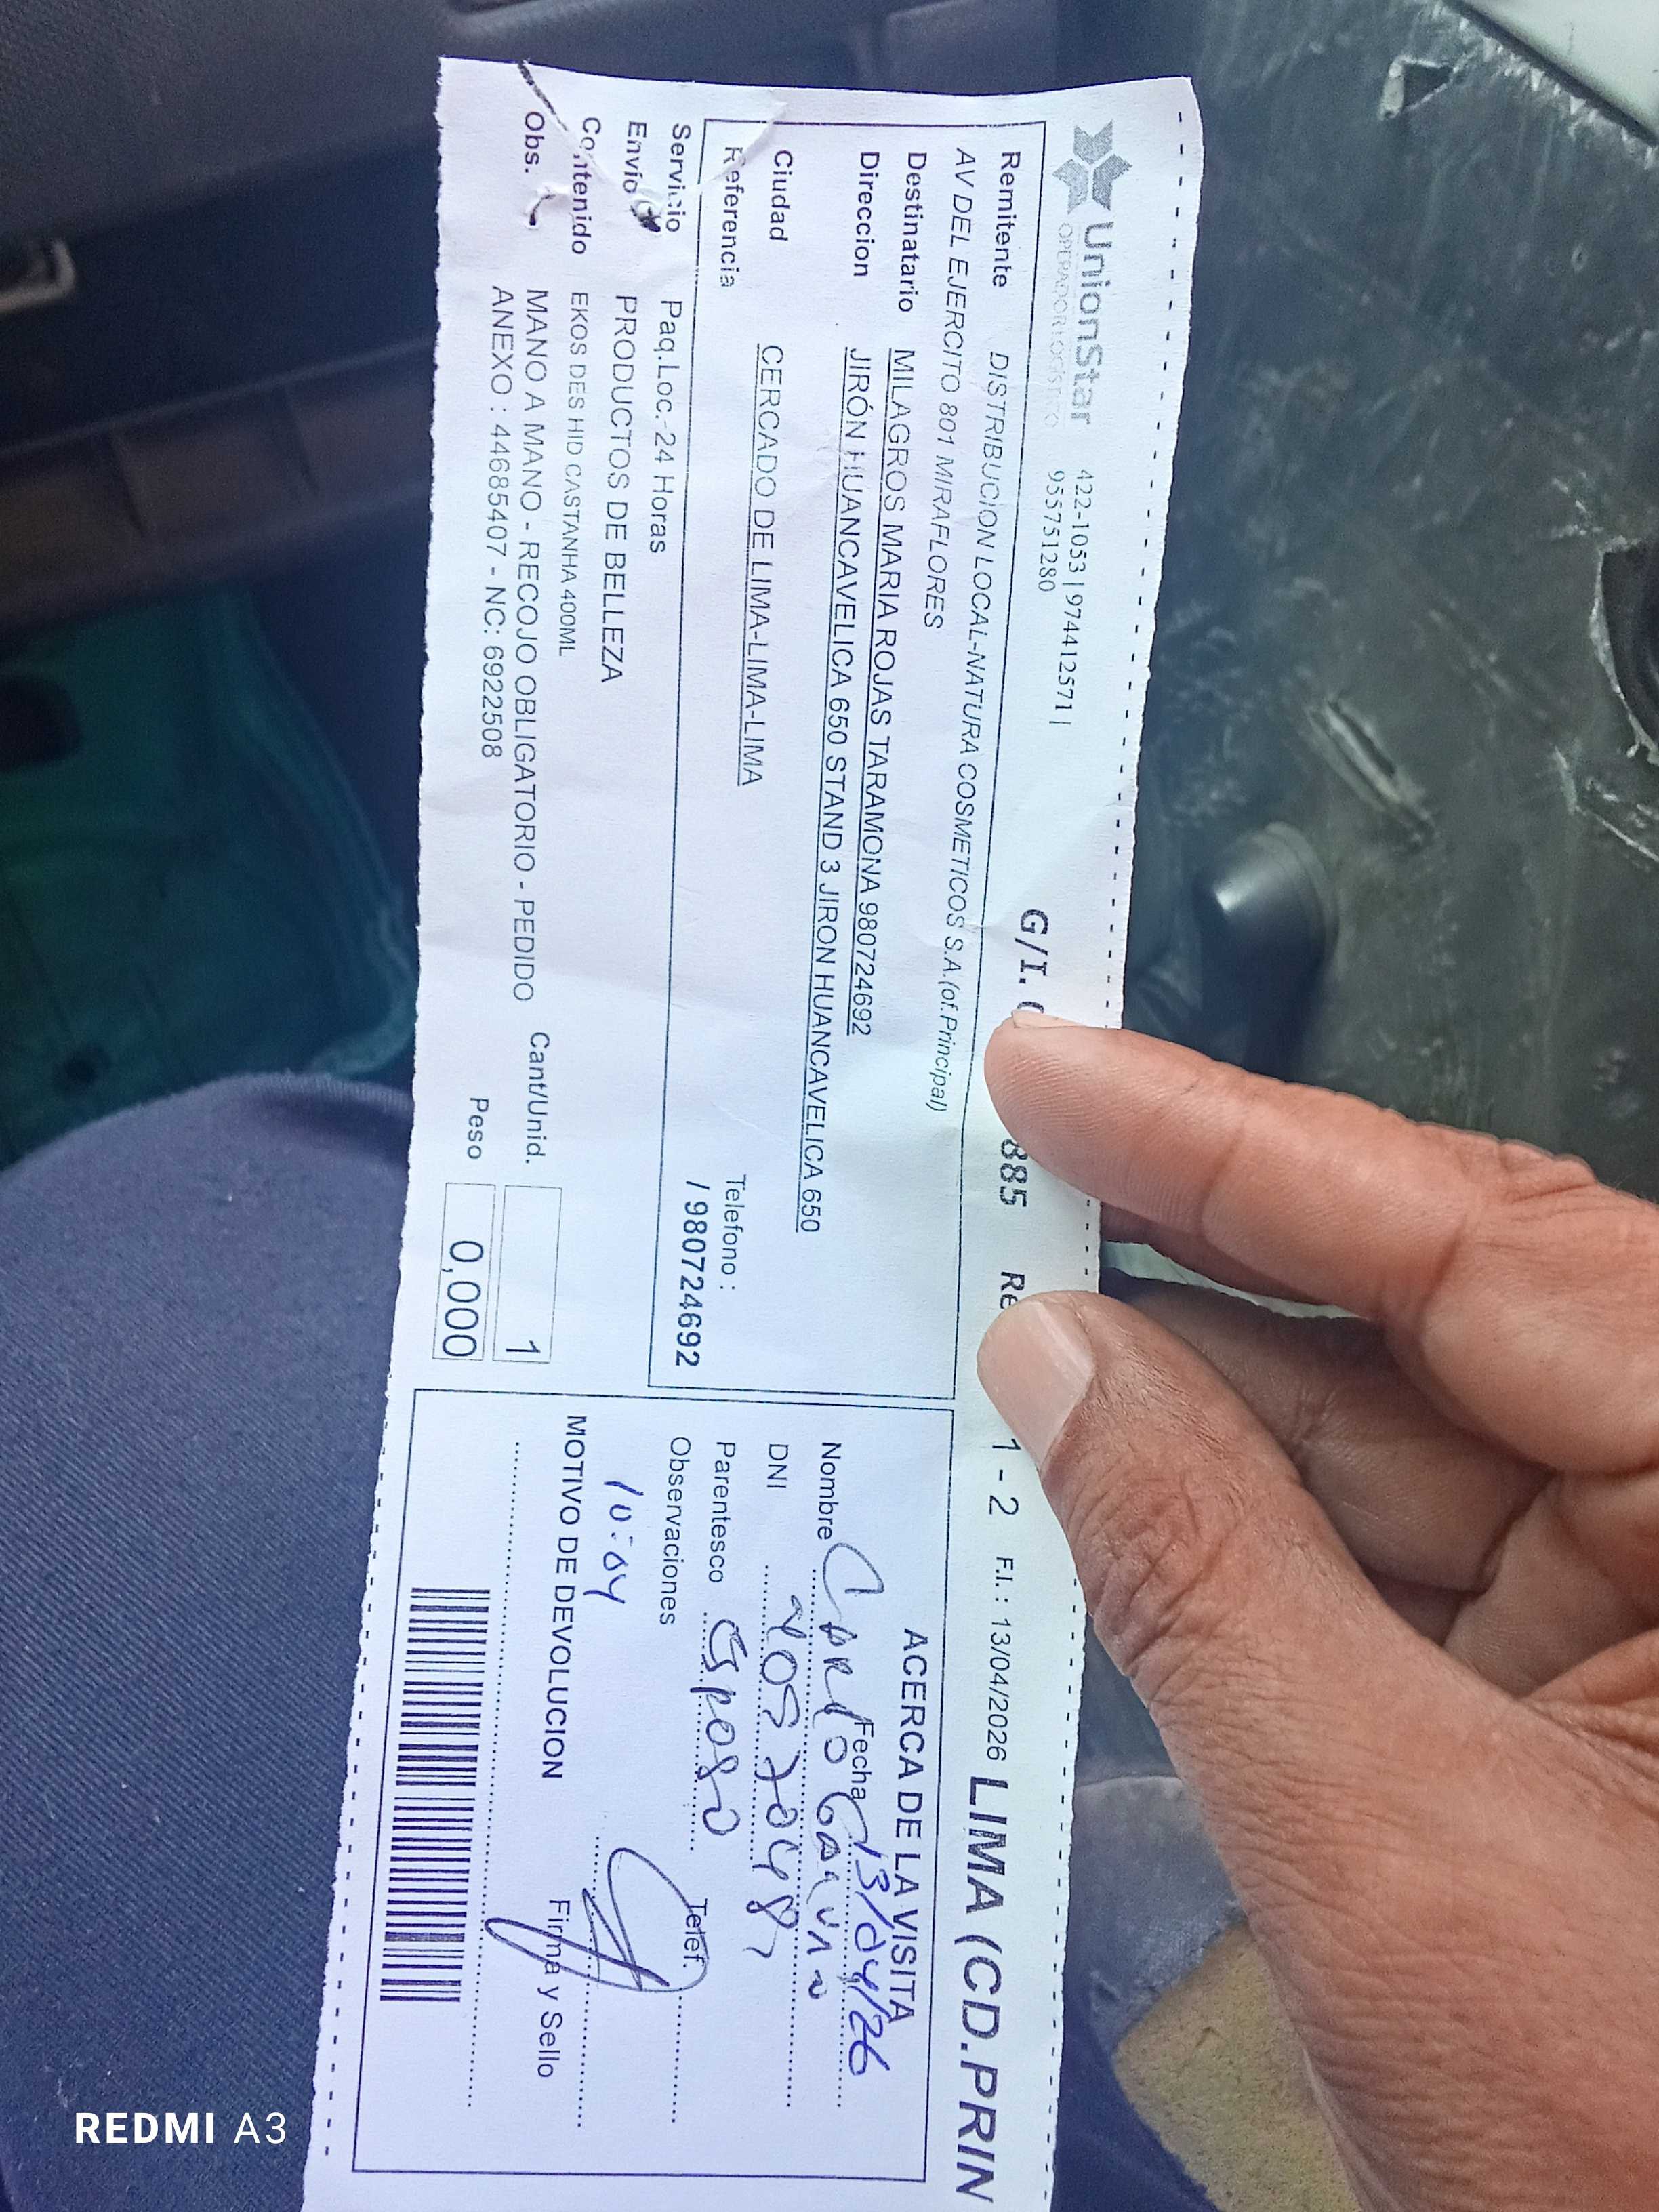 UnionStar
OPERADOR LOGISTICO
422-1053 | 974412571 |
955751280
G/I.
885
Re
1 - 2
F.I. : 13/04/2026
LIMA (CD.PRIN
Remitente DISTRIBUCION LOCAL-NATURA COSMETICOS S.A.(of.Principal)
AV DEL EJERCITO 801 MIRAFLORES
Destinatario MILAGROS MARIA ROJAS TARAMONA 980724692
Direccion JIRÓN HUANCAVELICA 650 STAND 3 JIRON HUANCAVELICA 650
Ciudad CERCADO DE LIMA-LIMA-LIMA
Referencia
Telefono :
/ 980724692
Servicio Paq.Loc.-24 Horas
Envío PRODUCTOS DE BELLEZA
Contenido EKOS DES HID CASTANHA 400ML
Obs. MANO A MANO - RECOJO OBLIGATORIO - PEDIDO
ANEXO : 44685407 - NC: 6922508
Cant/Unid. 1
Peso 0,000
ACERCA DE LA VISITA
Fecha 13/04/26
Nombre Carlo
DNI
Parentesco Esposo
Telef.
Observaciones
10:04
MOTIVO DE DEVOLUCION
Firma y Sello
REDMI A3